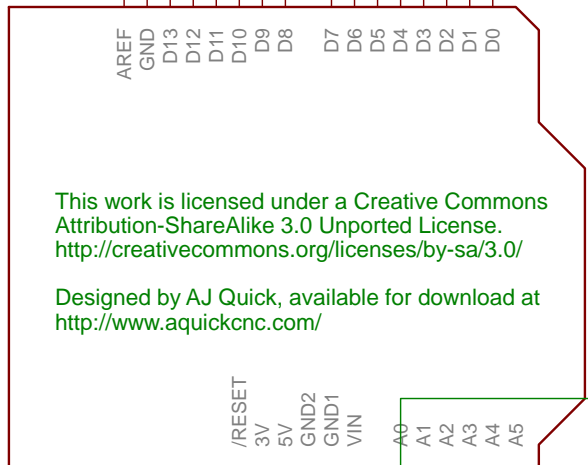 AREF
GND
D13
D12
D11
D10
D9
D8
D7
D6
D5
D4
D3
D2
D1
D0
This work is licensed under a Creative Commons
Attribution-ShareAlike 3.0 Unported License.
http://creativecommons.org/licenses/by-sa/3.0/
Designed by AJ Quick, available for download at
http://www.aquickcnc.com/
/RESET
3V
5V
GND2
GND1
VIN
A0
A1
A2
A3
A4
A5